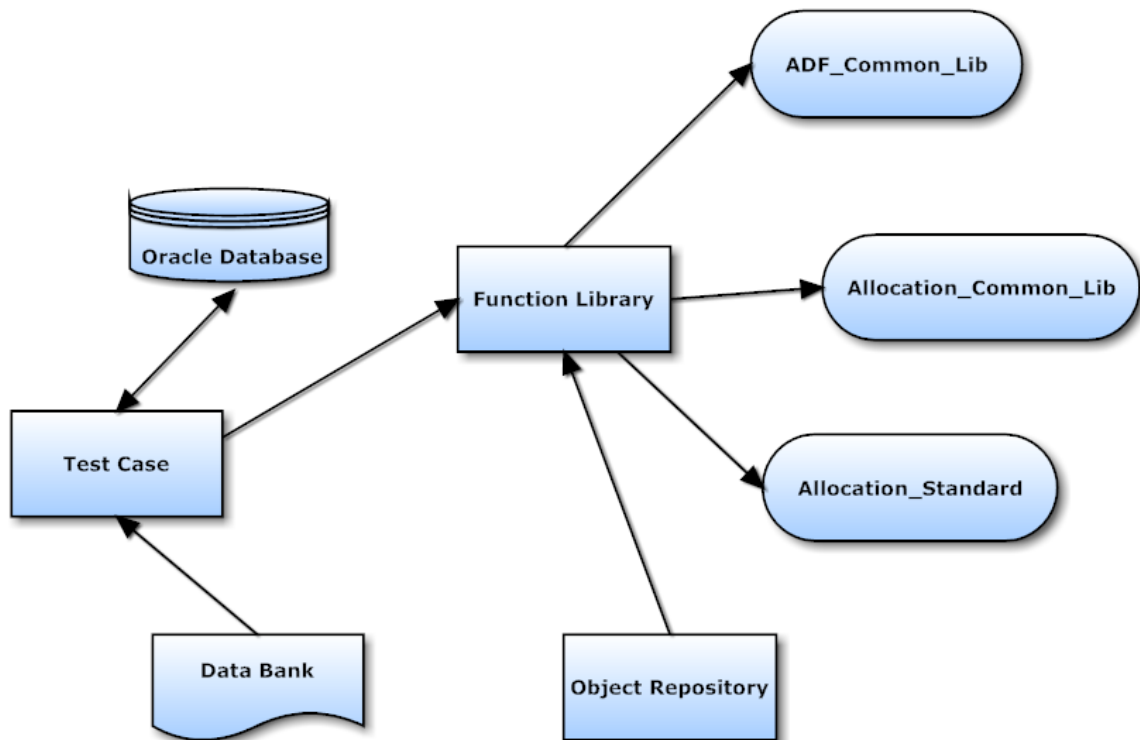 ADF_Common_Lib
Oracle Database
Function Library
Allocation_Common_Lib
Test Case
Allocation_Standard
Data Bank
Object Repository